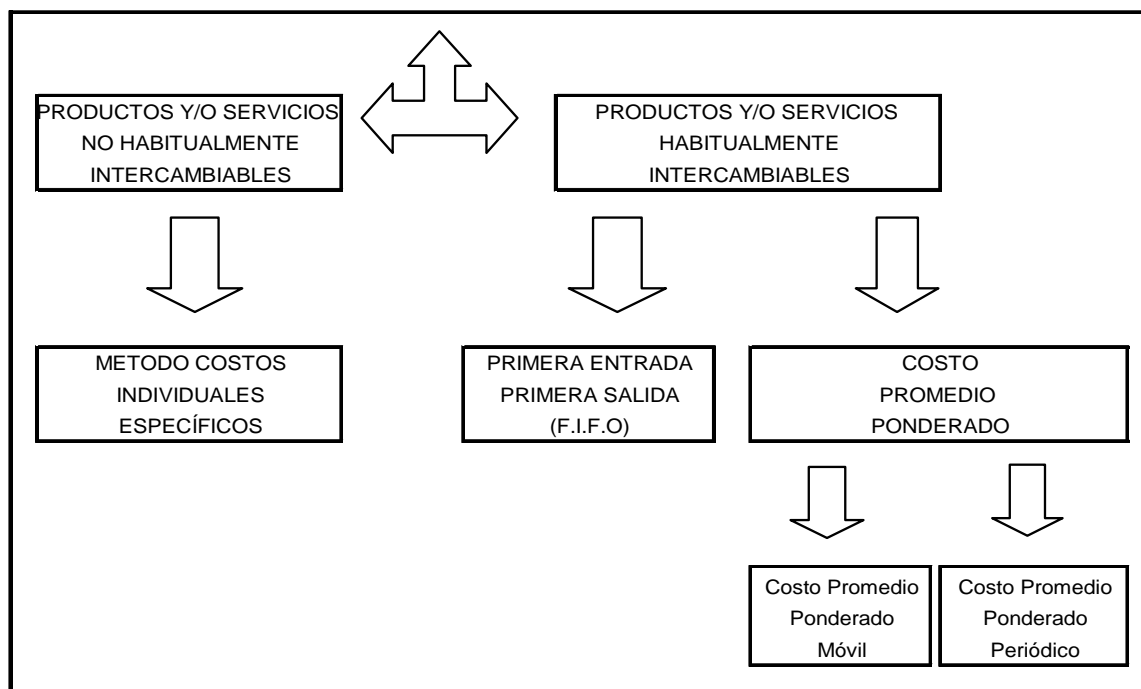 PRODUCTOS Y/O SERVICIOS
NO HABITUALMENTE
INTERCAMBIABLES
PRODUCTOS Y/O SERVICIOS
HABITUALMENTE
INTERCAMBIABLES
METODO COSTOS
INDIVIDUALES
ESPECÍFICOS
PRIMERA ENTRADA
PRIMERA SALIDA
(F.I.F.O)
COSTO
PROMEDIO
PONDERADO
Costo Promedio
Ponderado
Móvil
Costo Promedio
Ponderado
Periódico